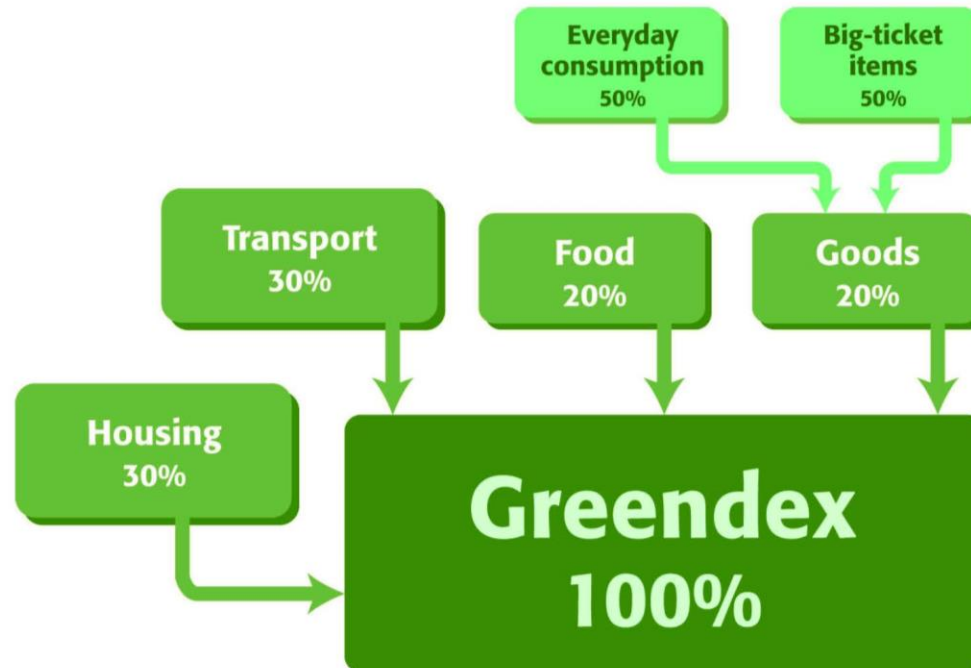 Everyday
consumption
50%
Big-ticket
items
50%
Transport
30%
Food
20%
Goods
20%
Housing
30%
Greendex
100%